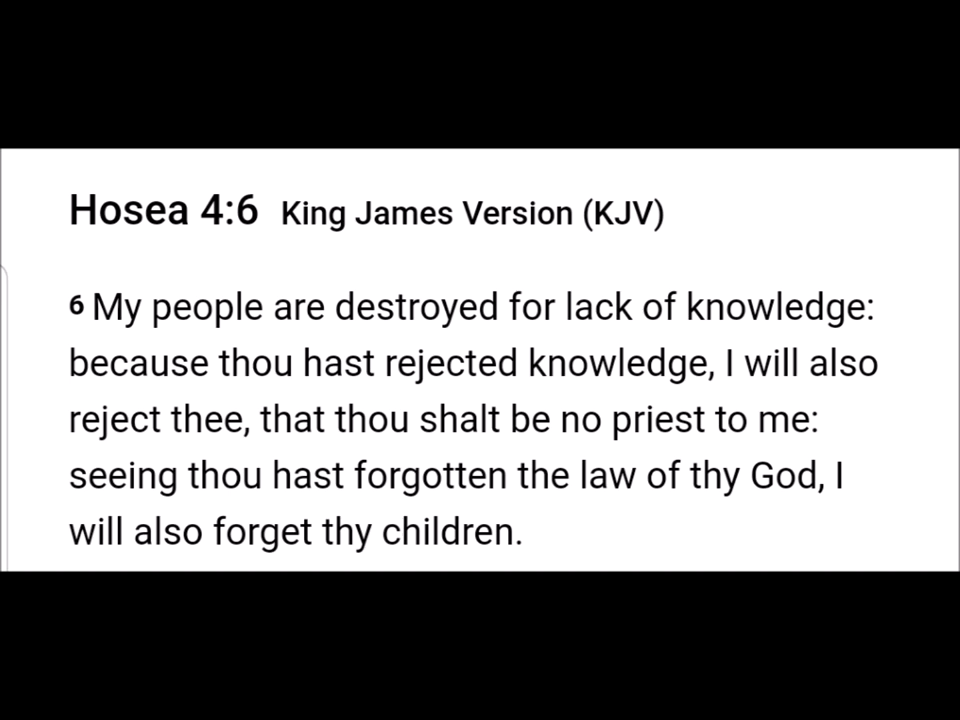 Hosea 4:6 King James Version (KJV)
6 My people are destroyed for lack of knowledge:
because thou hast rejected knowledge, I will also
reject thee, that thou shalt be no priest to me:
seeing thou hast forgotten the law of thy God, I
will also forget thy children.